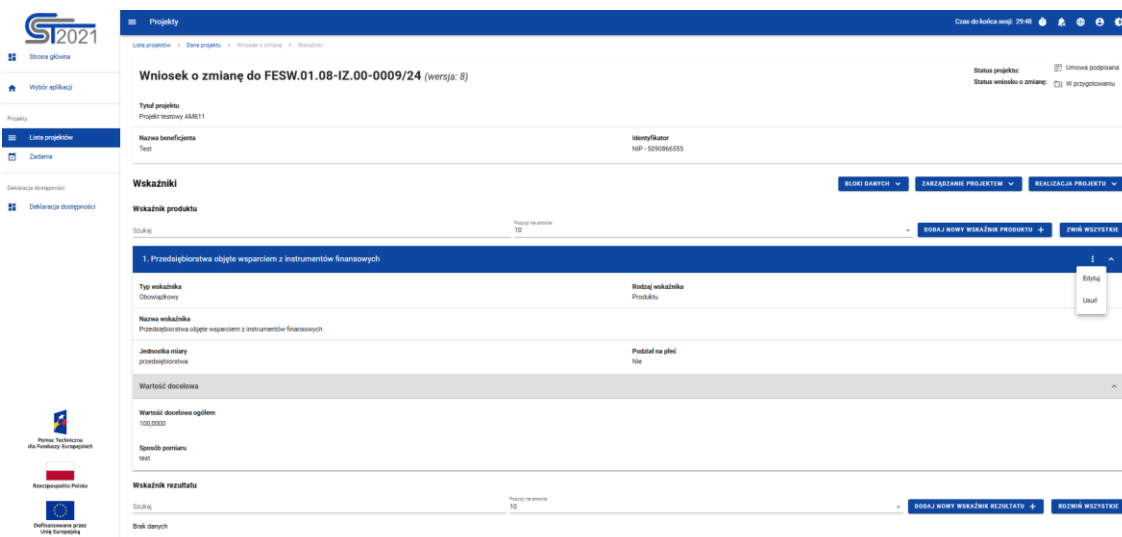 CST2021
Strona główna
Wybór aplikacji
Projekty
Lista projektów
Zadania
Deklaracja dostępności
Deklaracja dostępności
Pomoc Techniczna
dla Funduszy Europejskich
Rzeczpospolita Polska
Dofinansowane przez
Unię Europejską
Projekty
Czas do końca sesji: 29:48
Lista projektów > Dane projektu > Wniosek o zmianę > Wskaźniki
Wniosek o zmianę do FESW.01.08-IZ.00-0009/24 (wersja: 8)
Status projektu: Umowa podpisana
Status wniosku o zmianę: W przygotowaniu
Tytuł projektu
Projekt testowy AM611
Nazwa beneficjenta Identyfikator
Test NIP - 5090866555
Wskaźniki BLOKI DANYCH ZARZĄDZANIE PROJEKTEM REALIZACJA PROJEKTU
Wskaźnik produktu
Szukaj Pozycji na stronie: 10 DODAJ NOWY WSKAŹNIK PRODUKTU + ZWIŃ WSZYSTKIE
1. Przedsiębiorstwa objęte wsparciem z instrumentów finansowych
Edytuj
Usuń
Typ wskaźnika Rodzaj wskaźnika
Obowiązkowy Produktu
Nazwa wskaźnika
Przedsiębiorstwa objęte wsparciem z instrumentów finansowych
Jednostka miary Podział na płeć
przedsiębiorstwa Nie
Wartość docelowa
Wartość docelowa ogółem
100,0000
Sposób pomiaru
test
Wskaźnik rezultatu
Szukaj Pozycji na stronie: 10 DODAJ NOWY WSKAŹNIK REZULTATU + ROZWIŃ WSZYSTKIE
Brak danych